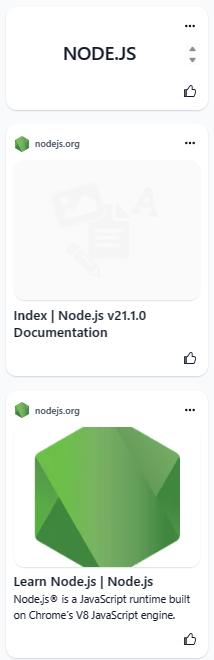 NODE.JS
nodejs.org
Index | Node.js v21.1.0
Documentation
nodejs.org
Learn Node.js | Node.js
Node.js® is a JavaScript runtime built
on Chrome's V8 JavaScript engine.